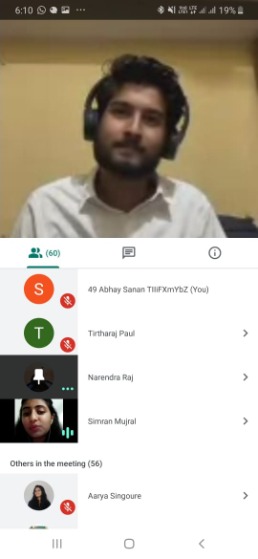 6:10 19%
(60)
S 49 Abhay Sanan TIIiFXrnYbZ (You)
T Tirtharaj Paul
Narendra Raj
Simran Mujral
Others in the meeting (56)
Aarya Singoure